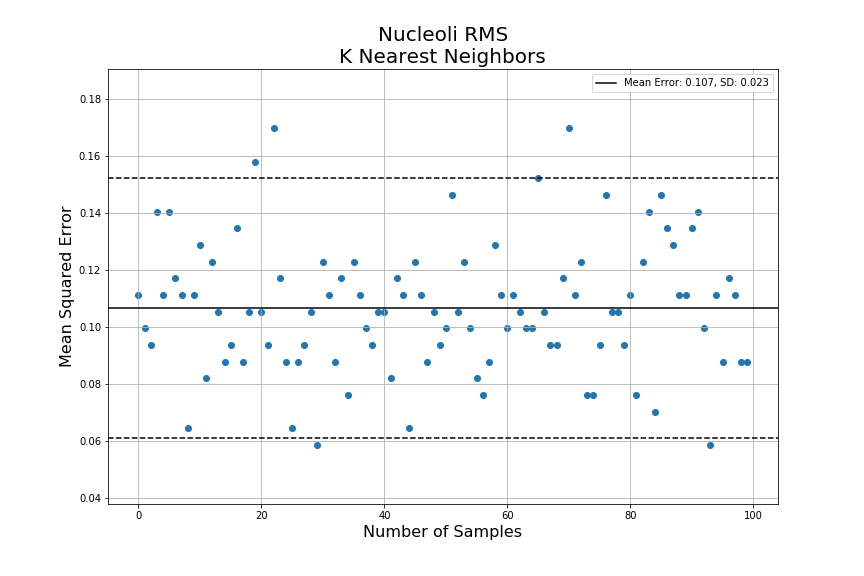 Nucleoli RMS
K Nearest Neighbors
Mean Error: 0.107, SD: 0.023
Mean Squared Error
0.18
0.16
0.14
0.12
0.10
0.08
0.06
0.04
0 20 40 60 80 100
Number of Samples